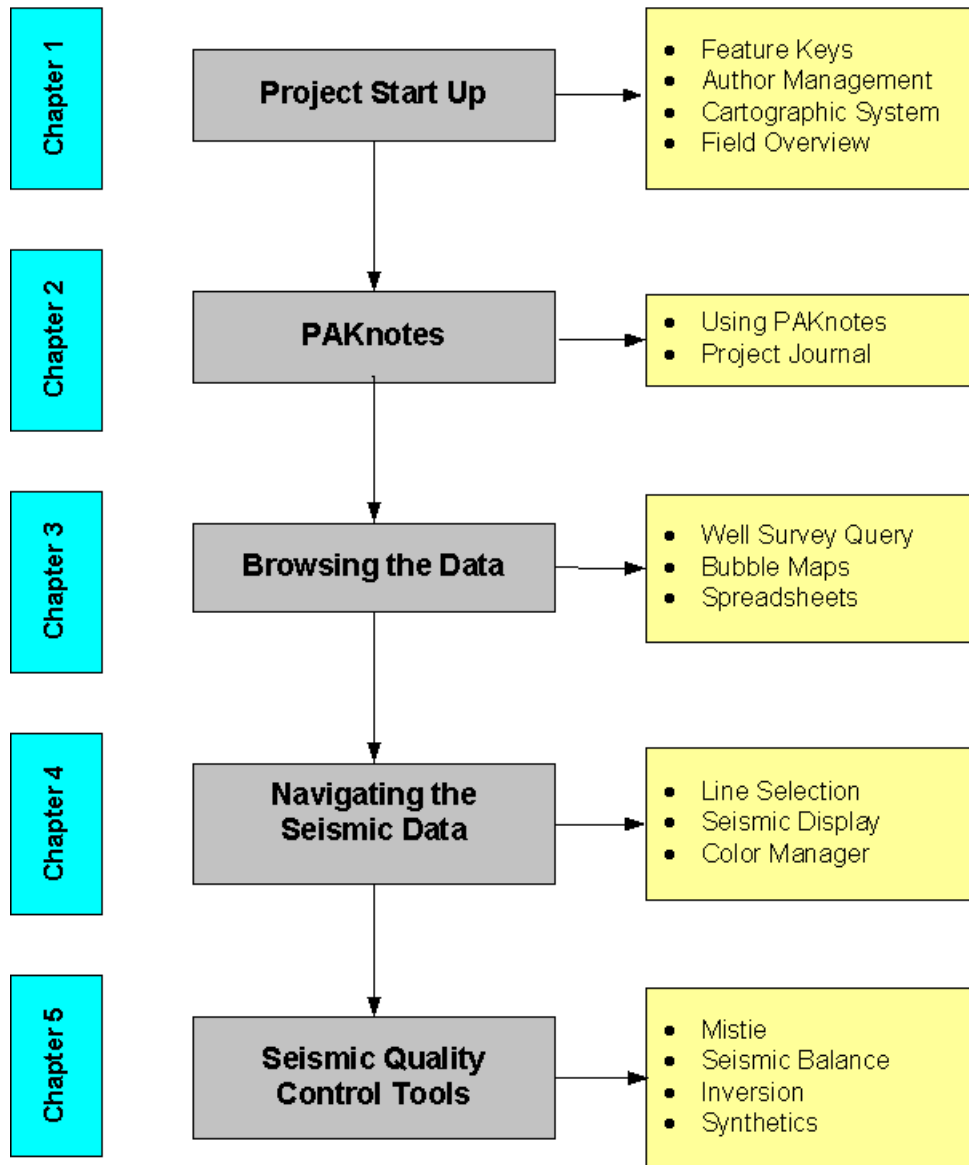 Chapter 1
Project Start Up
• Feature Keys
• Author Management
• Cartographic System
• Field Overview
Chapter 2
PAKnotes
• Using PAKnotes
• Project Journal
Chapter 3
Browsing the Data
• Well Survey Query
• Bubble Maps
• Spreadsheets
Chapter 4
Navigating the
Seismic Data
• Line Selection
• Seismic Display
• Color Manager
Chapter 5
Seismic Quality
Control Tools
• Mistie
• Seismic Balance
• Inversion
• Synthetics